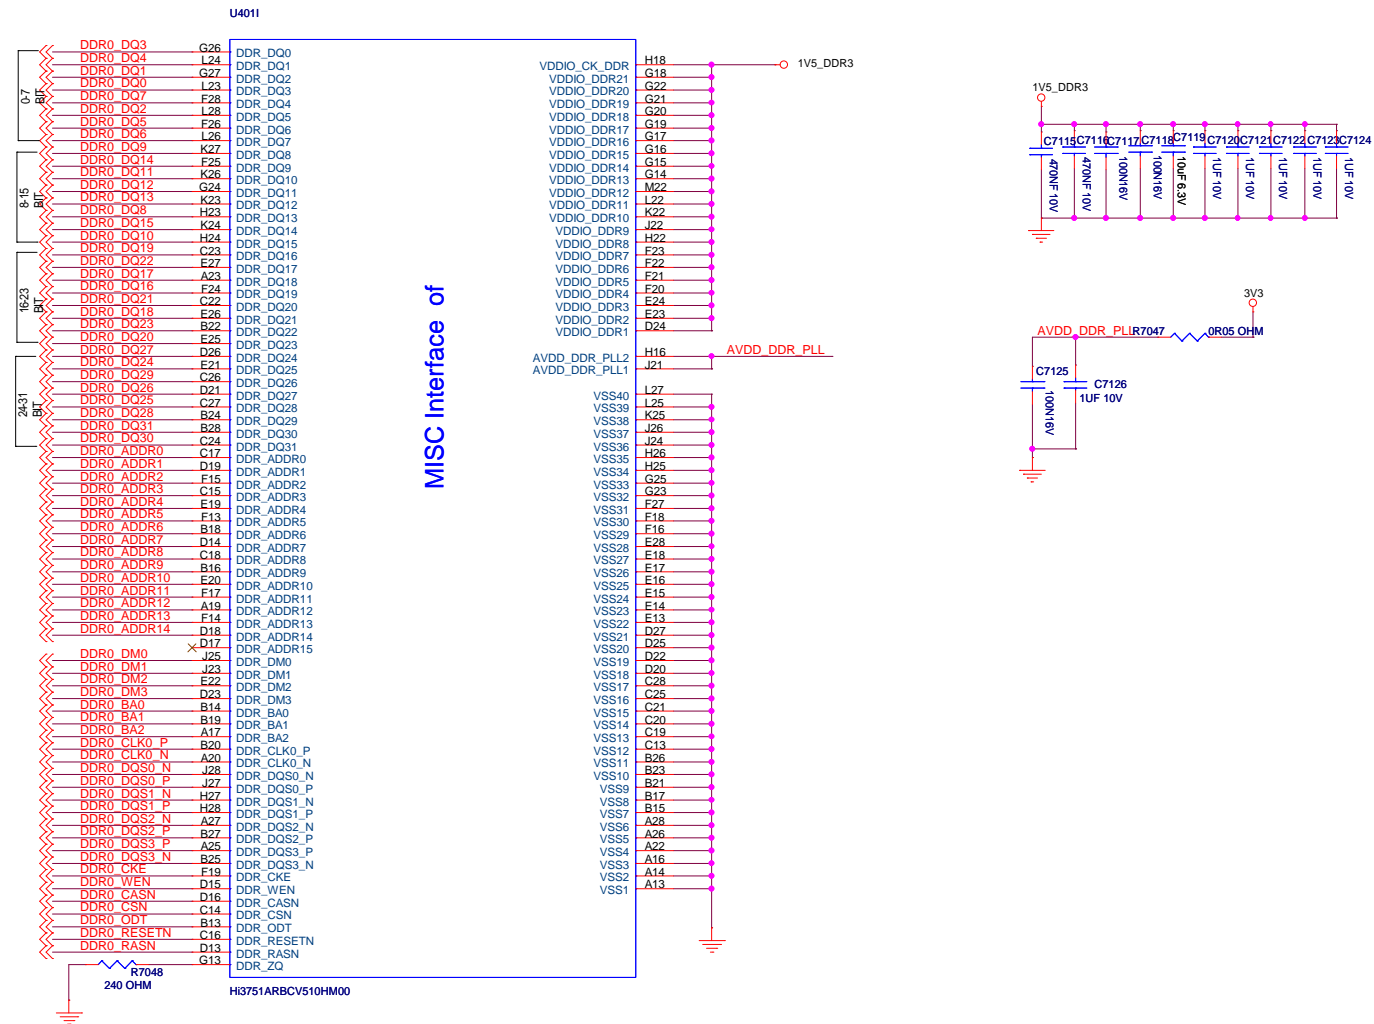 U401I
DDR0_DQ3 G26 DDR_DQ0
DDR0_DQ4 L24 DDR_DQ1
DDR0_DQ1 G27 DDR_DQ2
DDR0_DQ0 L23 DDR_DQ3
DDR0_DQ7 F28 DDR_DQ4
DDR0_DQ2 L28 DDR_DQ5
DDR0_DQ5 F26 DDR_DQ6
DDR0_DQ6 L26 DDR_DQ7
DDR0_DQ9 K27 DDR_DQ8
DDR0_DQ14 F25 DDR_DQ9
DDR0_DQ11 K26 DDR_DQ10
DDR0_DQ12 G24 DDR_DQ11
DDR0_DQ13 K23 DDR_DQ12
DDR0_DQ8 H23 DDR_DQ13
DDR0_DQ15 K24 DDR_DQ14
DDR0_DQ10 H24 DDR_DQ15
DDR0_DQ19 C23 DDR_DQ16
DDR0_DQ22 E27 DDR_DQ17
DDR0_DQ17 A23 DDR_DQ18
DDR0_DQ16 F24 DDR_DQ19
DDR0_DQ21 C22 DDR_DQ20
DDR0_DQ18 E26 DDR_DQ21
DDR0_DQ23 B22 DDR_DQ22
DDR0_DQ20 E25 DDR_DQ23
DDR0_DQ27 D26 DDR_DQ24
DDR0_DQ24 E21 DDR_DQ25
DDR0_DQ29 C26 DDR_DQ26
DDR0_DQ26 D21 DDR_DQ27
DDR0_DQ25 C27 DDR_DQ28
DDR0_DQ28 B24 DDR_DQ29
DDR0_DQ31 B28 DDR_DQ30
DDR0_DQ30 C24 DDR_DQ31
DDR0_ADDR0 C17 DDR_ADDR0
DDR0_ADDR1 D19 DDR_ADDR1
DDR0_ADDR2 F15 DDR_ADDR2
DDR0_ADDR3 C15 DDR_ADDR3
DDR0_ADDR4 E19 DDR_ADDR4
DDR0_ADDR5 F13 DDR_ADDR5
DDR0_ADDR6 B18 DDR_ADDR6
DDR0_ADDR7 D14 DDR_ADDR7
DDR0_ADDR8 C18 DDR_ADDR8
DDR0_ADDR9 B16 DDR_ADDR9
DDR0_ADDR10 E20 DDR_ADDR10
DDR0_ADDR11 F17 DDR_ADDR11
DDR0_ADDR12 A19 DDR_ADDR12
DDR0_ADDR13 F14 DDR_ADDR13
DDR0_ADDR14 D18 DDR_ADDR14
D17 DDR_ADDR15
DDR0_DM0 J25 DDR_DM0
DDR0_DM1 J23 DDR_DM1
DDR0_DM2 E22 DDR_DM2
DDR0_DM3 D23 DDR_DM3
DDR0_BA0 B14 DDR_BA0
DDR0_BA1 B19 DDR_BA1
DDR0_BA2 A17 DDR_BA2
DDR0_CLK0_P B20 DDR_CLK0_P
DDR0_CLK0_N A20 DDR_CLK0_N
DDR0_DQS0_N J28 DDR_DQS0_N
DDR0_DQS0_P J27 DDR_DQS0_P
DDR0_DQS1_N H27 DDR_DQS1_N
DDR0_DQS1_P H28 DDR_DQS1_P
DDR0_DQS2_N A27 DDR_DQS2_N
DDR0_DQS2_P B27 DDR_DQS2_P
DDR0_DQS3_P A25 DDR_DQS3_P
DDR0_DQS3_N B25 DDR_DQS3_N
DDR0_CKE F19 DDR_CKE
DDR0_WEN D15 DDR_WEN
DDR0_CASN D16 DDR_CASN
DDR0_CSN C14 DDR_CSN
DDR0_ODT B13 DDR_ODT
DDR0_RESETN C16 DDR_RESETN
DDR0_RASN D13 DDR_RASN
G13 DDR_ZQ
R7048
240 OHM
0-7
BIT
8-15
BIT
16-23
BIT
24-31
BIT
MISC Interface of
Hi3751ARBCV510HM00
VDDIO_CK_DDR H18 1V5_DDR3
VDDIO_DDR21 G18
VDDIO_DDR20 G22
VDDIO_DDR19 G21
VDDIO_DDR18 G20
VDDIO_DDR17 G19
VDDIO_DDR16 G17
VDDIO_DDR15 G16
VDDIO_DDR14 G15
VDDIO_DDR13 G14
VDDIO_DDR12 M22
VDDIO_DDR11 L22
VDDIO_DDR10 K22
VDDIO_DDR9 J22
VDDIO_DDR8 H22
VDDIO_DDR7 F23
VDDIO_DDR6 F22
VDDIO_DDR5 F21
VDDIO_DDR4 F20
VDDIO_DDR3 E24
VDDIO_DDR2 E23
VDDIO_DDR1 D24
AVDD_DDR_PLL2 H16 AVDD_DDR_PLL
AVDD_DDR_PLL1 J21
VSS40 L27
VSS39 L25
VSS38 K25
VSS37 J26
VSS36 J24
VSS35 H26
VSS34 H25
VSS33 G25
VSS32 G23
VSS31 F27
VSS30 F18
VSS29 F16
VSS28 E28
VSS27 E18
VSS26 E17
VSS25 E16
VSS24 E15
VSS23 E14
VSS22 E13
VSS21 D27
VSS20 D25
VSS19 D22
VSS18 D20
VSS17 C28
VSS16 C25
VSS15 C21
VSS14 C20
VSS13 C19
VSS12 C13
VSS11 B26
VSS10 B23
VSS9 B21
VSS8 B17
VSS7 B15
VSS6 A28
VSS5 A26
VSS4 A22
VSS3 A16
VSS2 A14
VSS1 A13
1V5_DDR3
C7115 C7116 C7117 C7118 C7119 C7120 C7121 C7122 C7123 C7124
470NF 10V
470NF 10V
100N16V
100N16V
10uF 6.3V
1UF 10V
1UF 10V
1UF 10V
1UF 10V
1UF 10V
3V3
AVDD_DDR_PLL R7047 0R05 OHM
C7125
100N16V
C7126
1UF 10V